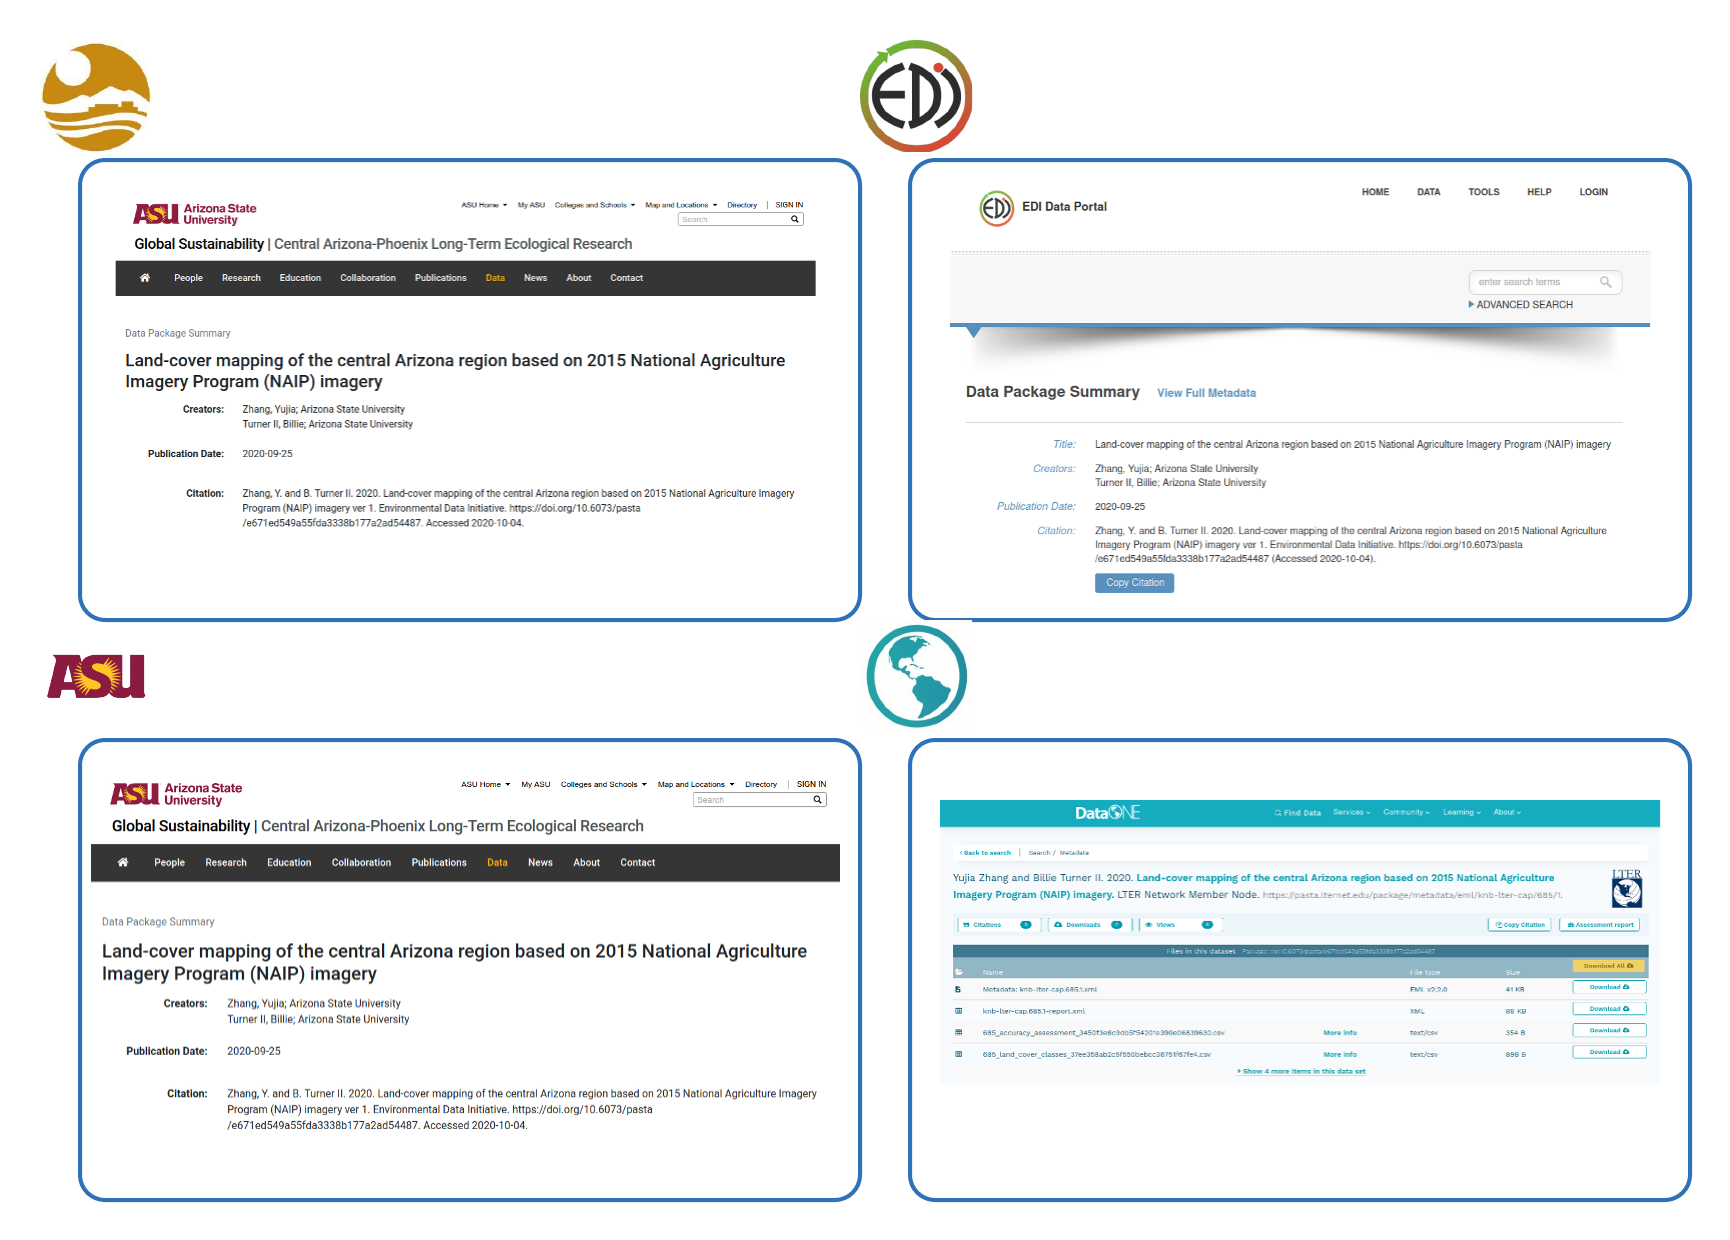 EDI
ASU Arizona State University
ASU Home My ASU Colleges and Schools Map and Locations Directory | SIGN IN
Search
Global Sustainability | Central Arizona-Phoenix Long-Term Ecological Research
People Research Education Collaboration Publications Data News About Contact
Data Package Summary
Land-cover mapping of the central Arizona region based on 2015 National Agriculture
Imagery Program (NAIP) imagery
Creators: Zhang, Yujia; Arizona State University
Turner II, Billie; Arizona State University
Publication Date: 2020-09-25
Citation: Zhang, Y. and B. Turner II. 2020. Land-cover mapping of the central Arizona region based on 2015 National Agriculture Imagery
Program (NAIP) imagery ver 1. Environmental Data Initiative. https://doi.org/10.6073/pasta
/e671ed549a55fda3338b177a2ad54487. Accessed 2020-10-04.
EDI EDI Data Portal
HOME DATA TOOLS HELP LOGIN
enter search terms
ADVANCED SEARCH
Data Package Summary View Full Metadata
Title: Land-cover mapping of the central Arizona region based on 2015 National Agriculture Imagery Program (NAIP) imagery
Creators: Zhang, Yujia; Arizona State University
Turner II, Billie; Arizona State University
Publication Date: 2020-09-25
Citation: Zhang, Y. and B. Turner II. 2020. Land-cover mapping of the central Arizona region based on 2015 National Agriculture
Imagery Program (NAIP) imagery ver 1. Environmental Data Initiative. https://doi.org/10.6073/pasta
/e671ed549a55fda3338b177a2ad54487 (Accessed 2020-10-04).
Copy Citation
ASU
ASU Arizona State University
ASU Home My ASU Colleges and Schools Map and Locations Directory | SIGN IN
Search
Global Sustainability | Central Arizona-Phoenix Long-Term Ecological Research
People Research Education Collaboration Publications Data News About Contact
Data Package Summary
Land-cover mapping of the central Arizona region based on 2015 National Agriculture
Imagery Program (NAIP) imagery
Creators: Zhang, Yujia; Arizona State University
Turner II, Billie; Arizona State University
Publication Date: 2020-09-25
Citation: Zhang, Y. and B. Turner II. 2020. Land-cover mapping of the central Arizona region based on 2015 National Agriculture Imagery
Program (NAIP) imagery ver 1. Environmental Data Initiative. https://doi.org/10.6073/pasta
/e671ed549a55fda3338b177a2ad54487. Accessed 2020-10-04.
DataONE Find Data Services Community Learning About
Back to search | Search / Metadata
Yujia Zhang and Billie Turner II. 2020. Land-cover mapping of the central Arizona region based on 2015 National Agriculture
Imagery Program (NAIP) imagery. LTER Network Member Node. https://pasta.lternet.edu/package/metadata/eml/knb-lter-cap/685/1.
LTER
Citations 0 Downloads 0 Views 0 Copy Citation Assessment report
Files in this dataset
Name File type Size Download All
Metadata: knb-lter-cap.685.1.xml EML v2.2.0 41 KB Download
knb-lter-cap.685.1-report.xml XML 88 KB Download
More info text/csv 354 B Download
More info text/csv 898 B Download
Show 4 more items in this data set